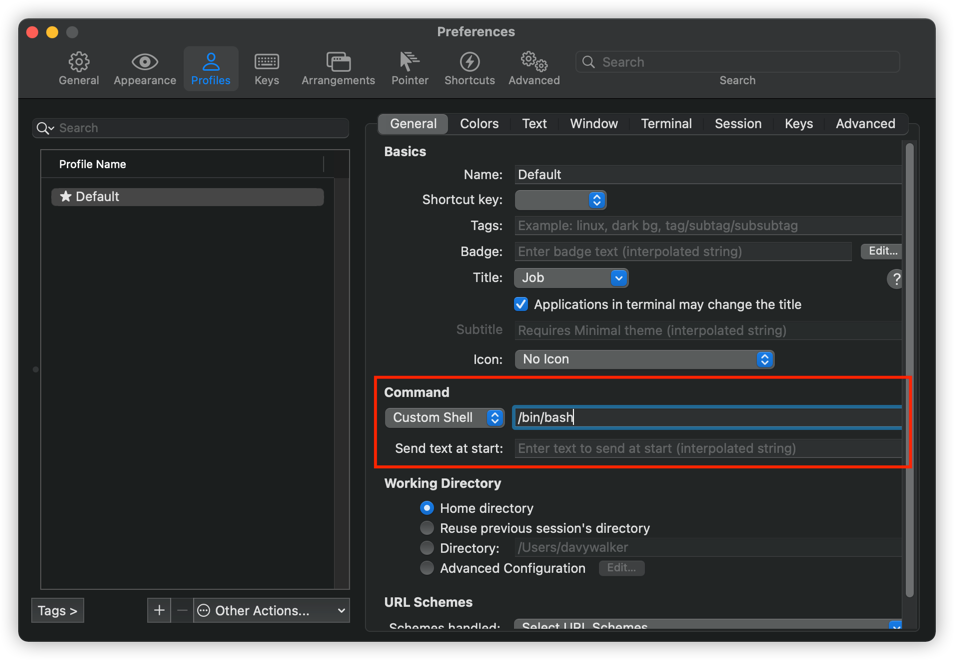 Preferences
General Appearance Profiles Keys Arrangements Pointer Shortcuts Advanced Search
Search
Search
Profile Name
Default
Tags >
+ − Other Actions...
General Colors Text Window Terminal Session Keys Advanced
Basics
Name: Default
Shortcut key:
Tags: Example: linux, dark bg, tag/subtag/subsubtag
Badge: Enter badge text (interpolated string) Edit...
Title: Job
?
Applications in terminal may change the title
Subtitle Requires Minimal theme (interpolated string)
Icon: No Icon
Command
Custom Shell /bin/bash
Send text at start: Enter text to send at start (interpolated string)
Working Directory
Home directory
Reuse previous session's directory
Directory: /Users/davywalker
Advanced Configuration Edit...
URL Schemes
Schemes handled: Select URL Schemes